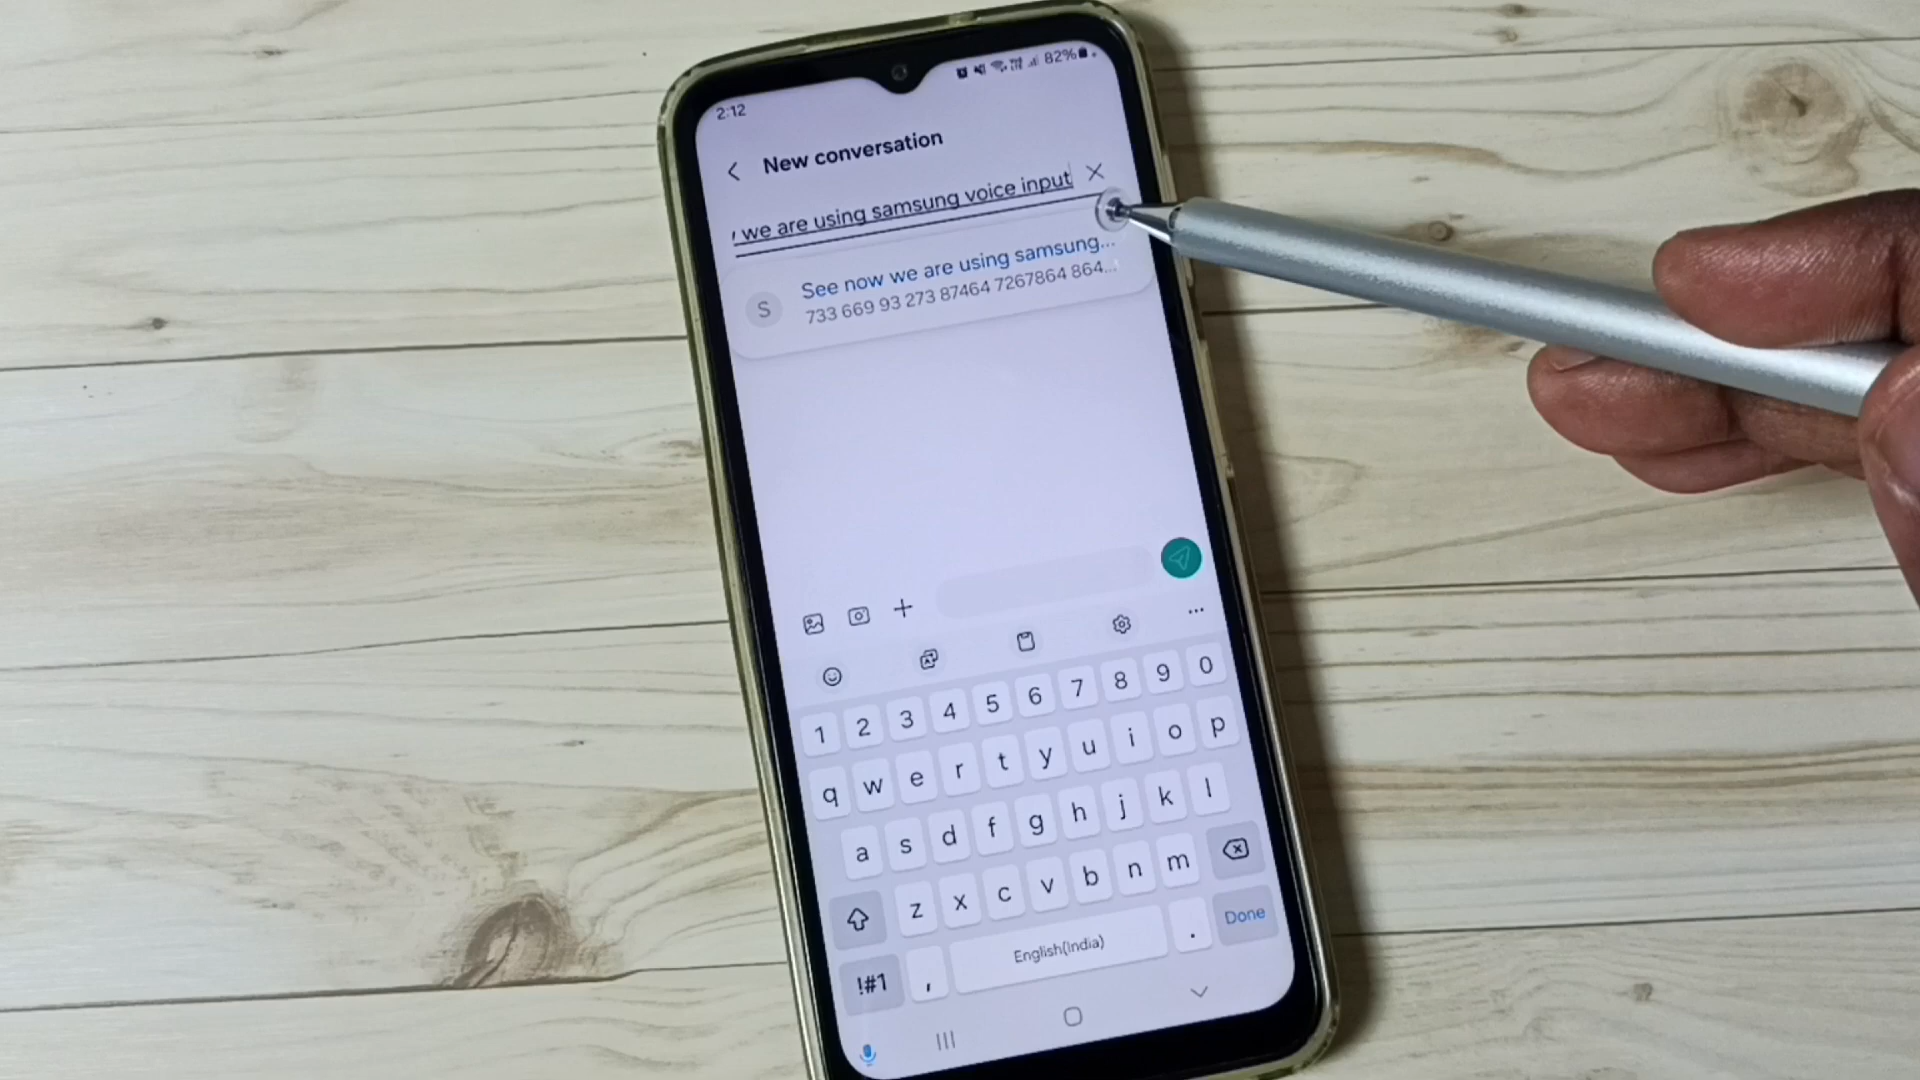 2:12 82%
New conversation
we are using samsung voice input
S
See now we are using samsung...
733 669 93 273 87464 7267864 864...
1 2 3 4 5 6 7 8 9 0
q w e r t y u i o p
a s d f g h j k l
z x c v b n m
!#1 , English(India) . Done